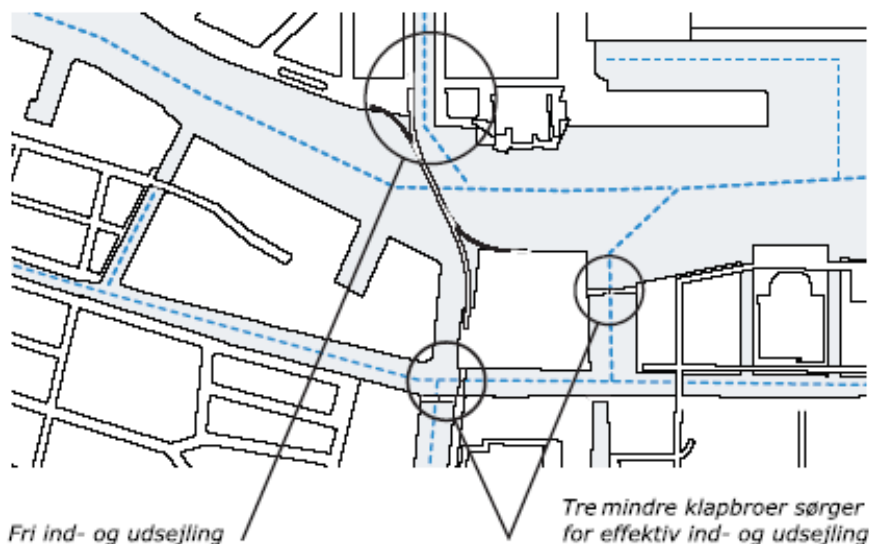 Fri ind- og udsejling
Tre mindre klapbroer sørger
for effektiv ind- og udsejling